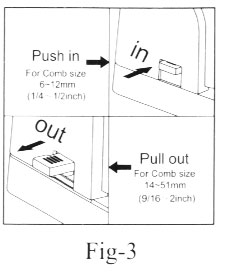 Push in
For Comb size
6~12mm
(1/4 1/2inch)
in
out
Pull out
For Comb size
14~51mm
(9/16 2inch)
Fig-3